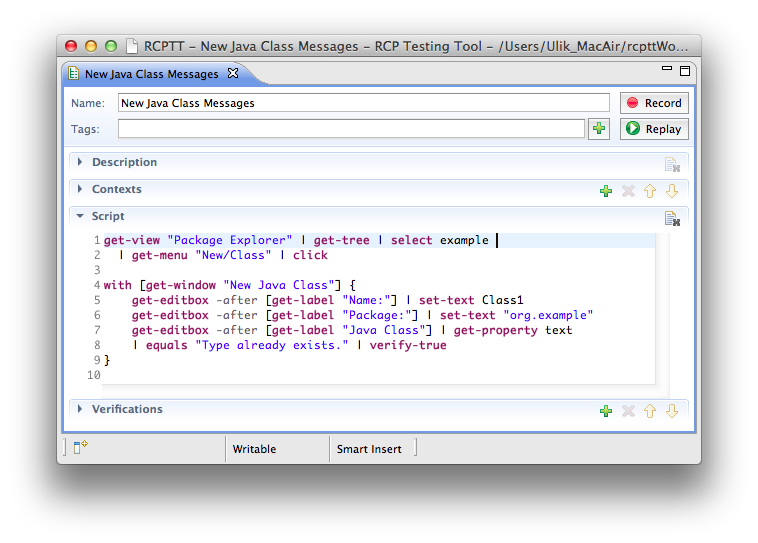 RCPTT – New Java Class Messages – RCP Testing Tool – /Users/Ulik_MacAir/rcpttWo...
New Java Class Messages
Name: New Java Class Messages Record
Tags: Replay
Description
Contexts
Script
1 get-view "Package Explorer" | get-tree | select example
2 | get-menu "New/Class" | click
3
4 with [get-window "New Java Class"] {
5 get-editbox -after [get-label "Name:"] | set-text Class1
6 get-editbox -after [get-label "Package:"] | set-text "org.example"
7 get-editbox -after [get-label "Java Class"] | get-property text
8 | equals "Type already exists." | verify-true
9 }
10
Verifications
Writable Smart Insert